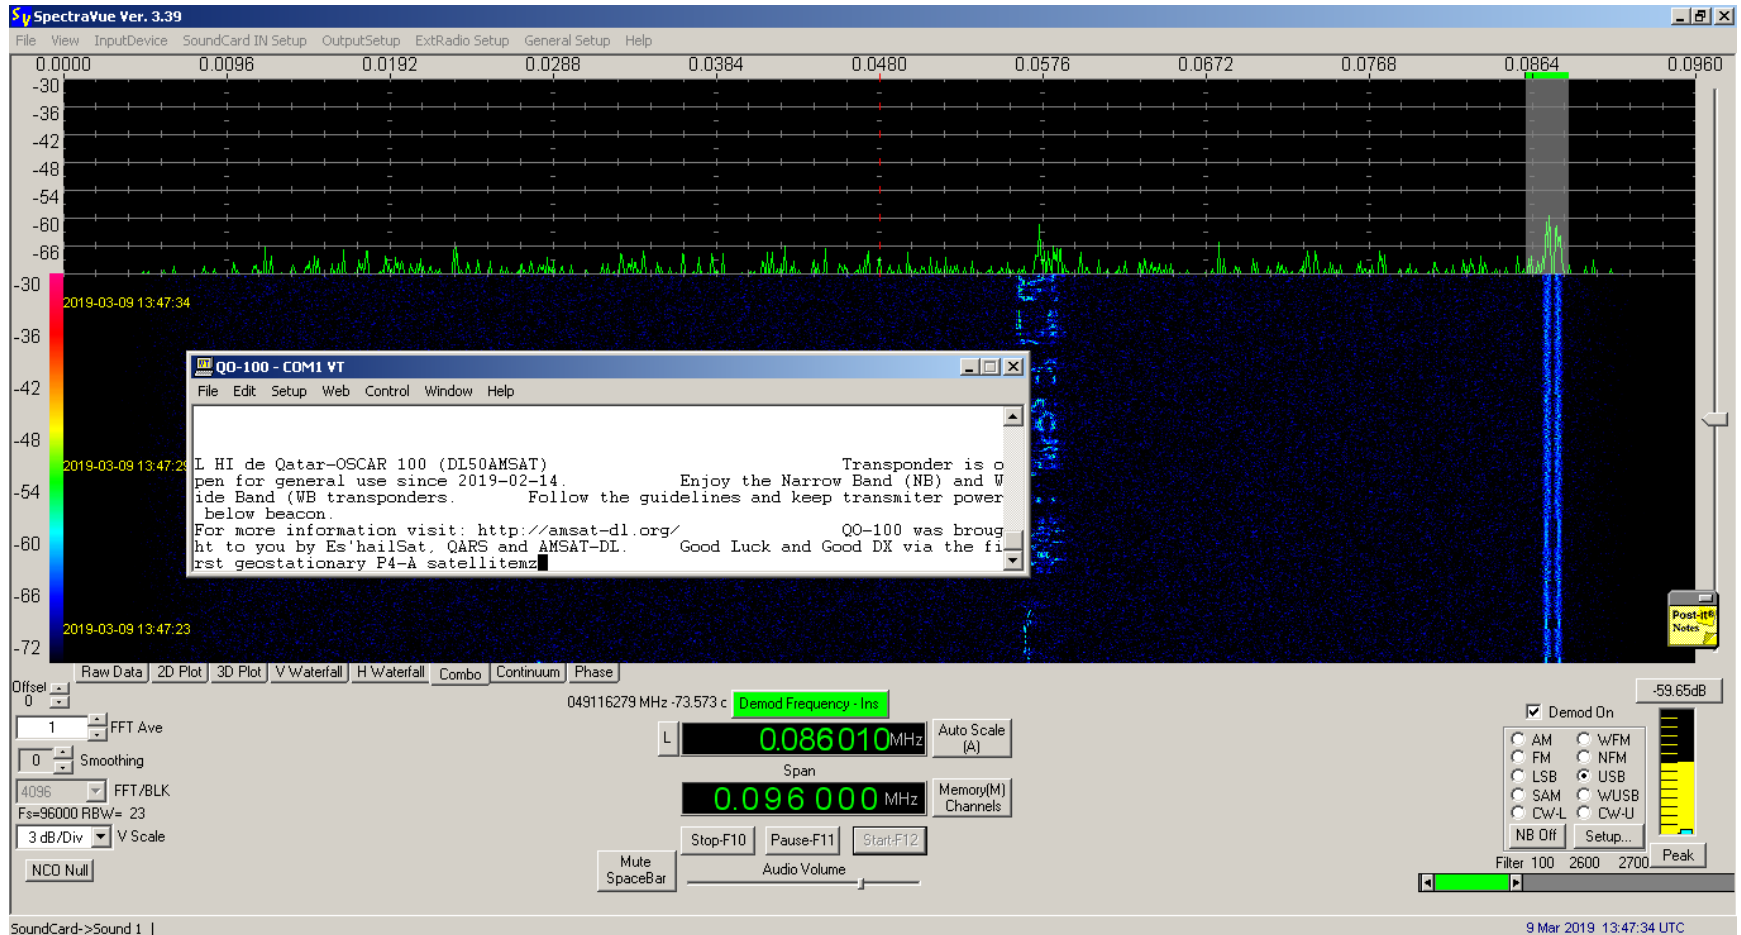 SpectraVue Ver. 3.39
File View InputDevice SoundCard IN Setup OutputSetup ExtRadio Setup General Setup Help
0.0000 0.0096 0.0192 0.0288 0.0384 0.0480 0.0576 0.0672 0.0768 0.0864 0.0960
-30
-36
-42
-48
-54
-60
-66
-30
2019-03-09 13:47:34
-36
QO-100 - COM1 VT
File Edit Setup Web Control Window Help
-42
-48
2019-03-09 13:47:29
L HI de Qatar-OSCAR 100 (DL50AMSAT) Transponder is o
pen for general use since 2019-02-14. Enjoy the Narrow Band (NB) and W
ide Band (WB transponders. Follow the guidelines and keep transmiter power
below beacon.
For more information visit: http://amsat-dl.org/ QO-100 was broug
ht to you by Es'hailSat, QARS and AMSAT-DL. Good Luck and Good DX via the fi
rst geostationary P4-A satellitemz
-54
-60
-66
Post-it®
Notes
2019-03-09 13:47:23
-72
Raw Data 2D Plot 3D Plot V Waterfall H Waterfall Combo Continuum Phase
Offset
0
049116279 MHz -73.573 c Demod Frequency - Ins
-59.65dB
1 FFT Ave
L 0.086010 MHz Auto Scale
(A)
Demod On
0 Smoothing
Span
4096 FFT/BLK
0.096 000 MHz Memory(M)
Channels
Fs=96000 RBW= 23
3 dB/Div V Scale
Stop-F10 Pause-F11 Start-F12
AM WFM
FM NFM
LSB USB
SAM WUSB
CW-L CW-U
NB Off Setup...
NCO Null
Mute
SpaceBar
Audio Volume
Filter 100 2600 2700 Peak
SoundCard->Sound 1 |
9 Mar 2019 13:47:34 UTC